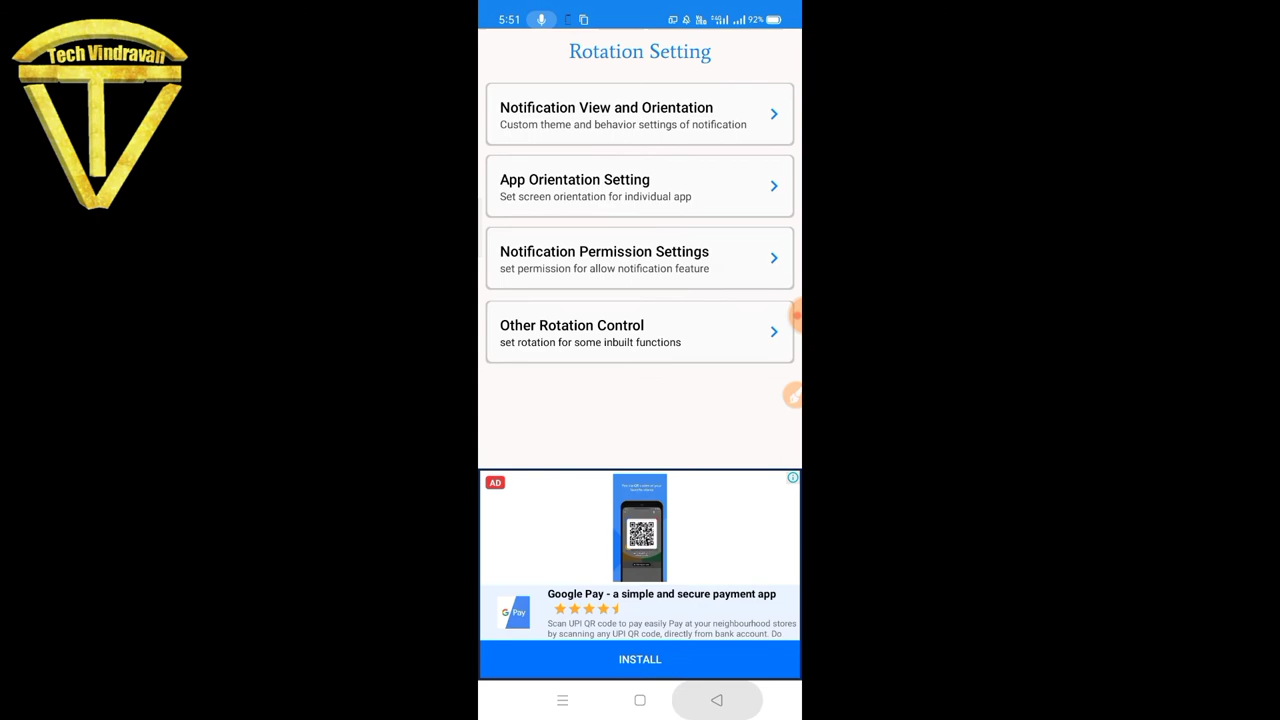 Tech Vindravan
5:51
92%
Rotation Setting
Notification View and Orientation
Custom theme and behavior settings of notification
App Orientation Setting
Set screen orientation for individual app
Notification Permission Settings
set permission for allow notification feature
Other Rotation Control
set rotation for some inbuilt functions
AD
Google Pay - a simple and secure payment app
G Pay
Scan UPI QR code to pay easily Pay at your neighbourhood stores
by scanning any UPI QR code, directly from bank account. Do
INSTALL